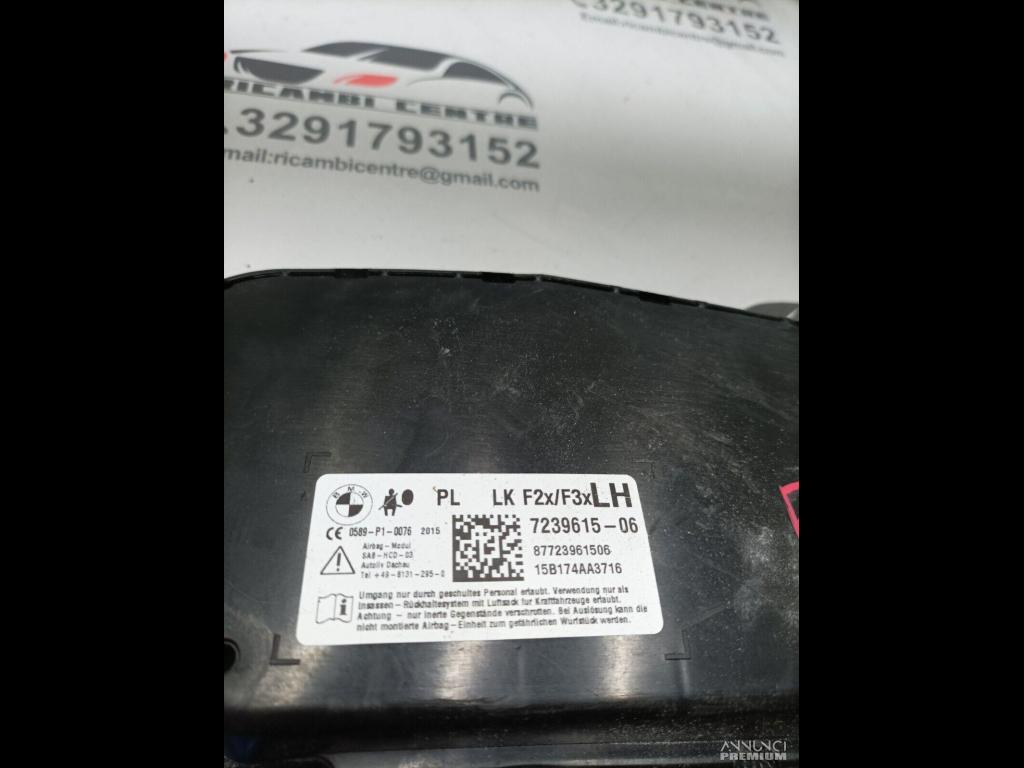 3291793152
RICAMBI CENTRE
3291793152
mail:ricambicentre@gmail.com
BMW
PL LK F2x/F3x LH
CE 0589-P1-0076 2015
7239615-06
Airbag-Modul
SAB-HCD-03
Autoliv Dachau
Tel +49-8131-295-0
87723961506
15B174AA3716
Umgang nur durch geschultes Personal erlaubt. Verwendung nur als
Insassen-Rückhaltesystem mit Luftsack für Kraftfahrzeuge erlaubt.
Achtung - nur inerte Gegenstände verschrotten. Bei Auslösung kann die
nicht montierte Airbag-Einheit zum gefährlichen Wurfstück werden.
ANNUNCI
PREMIUM